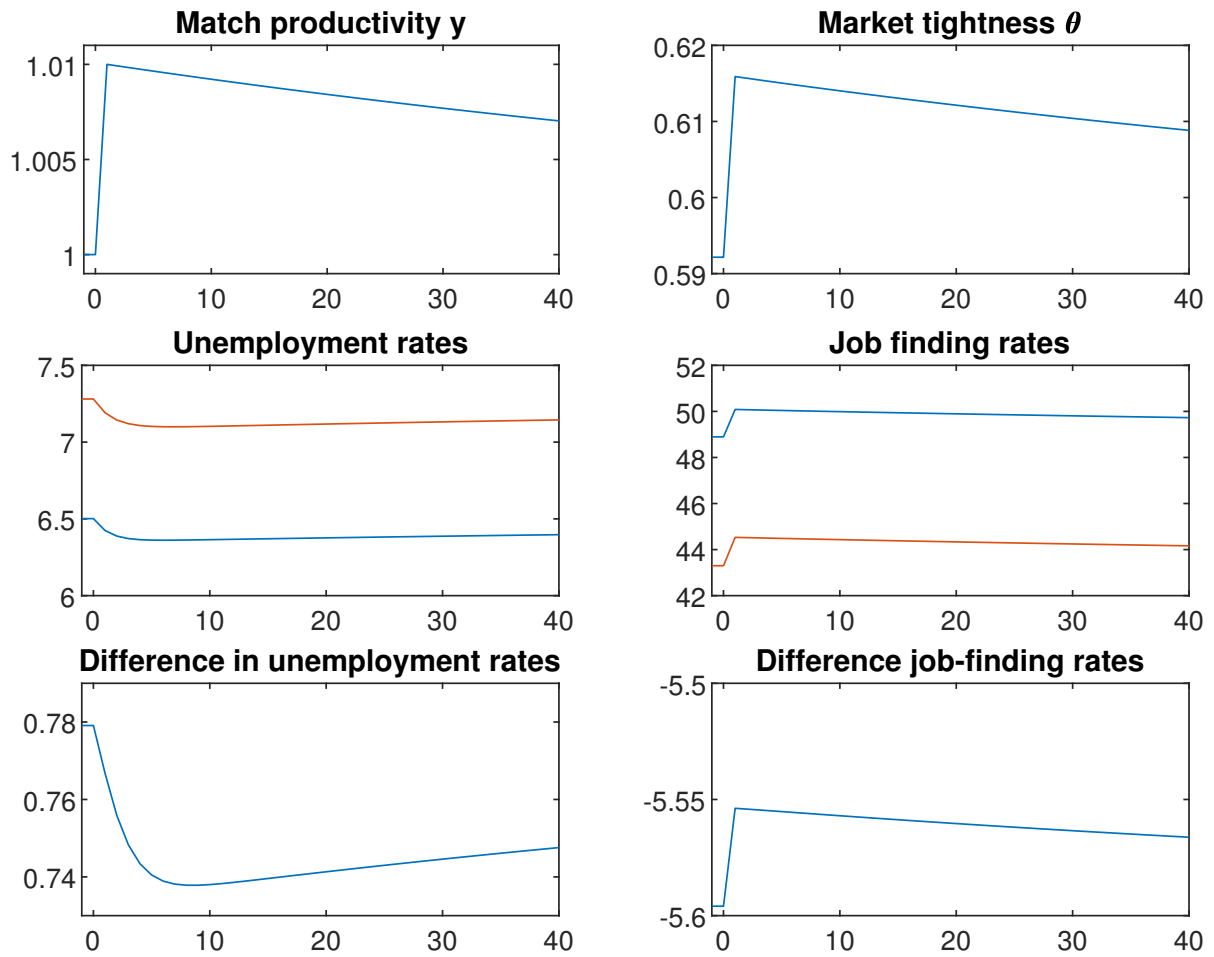 Match productivity y
1.01
1.005
1
0 10 20 30 40
Market tightness θ
0.62
0.61
0.6
0.59
0 10 20 30 40
Unemployment rates
7.5
7
6.5
6
0 10 20 30 40
Job finding rates
52
50
48
46
44
42
0 10 20 30 40
Difference in unemployment rates
0.78
0.76
0.74
0 10 20 30 40
Difference job-finding rates
-5.5
-5.55
-5.6
0 10 20 30 40